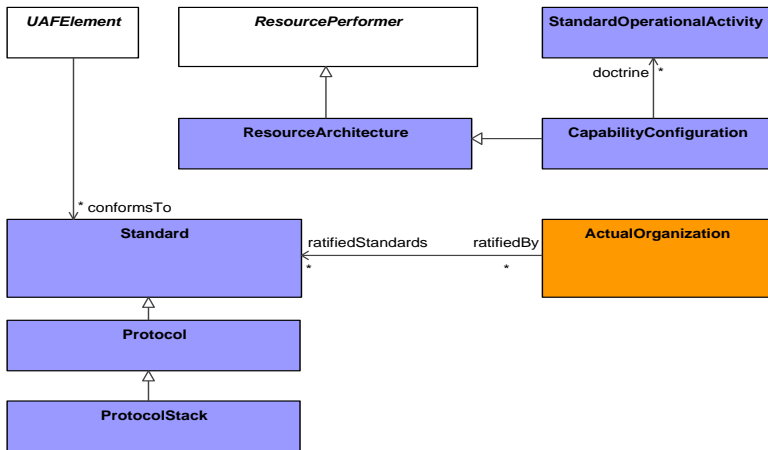 UAFElement
ResourcePerformer
StandardOperationalActivity
doctrine *
ResourceArchitecture
CapabilityConfiguration
* conformsTo
Standard
ratifiedStandards
ratifiedBy
ActualOrganization
*
*
Protocol
ProtocolStack